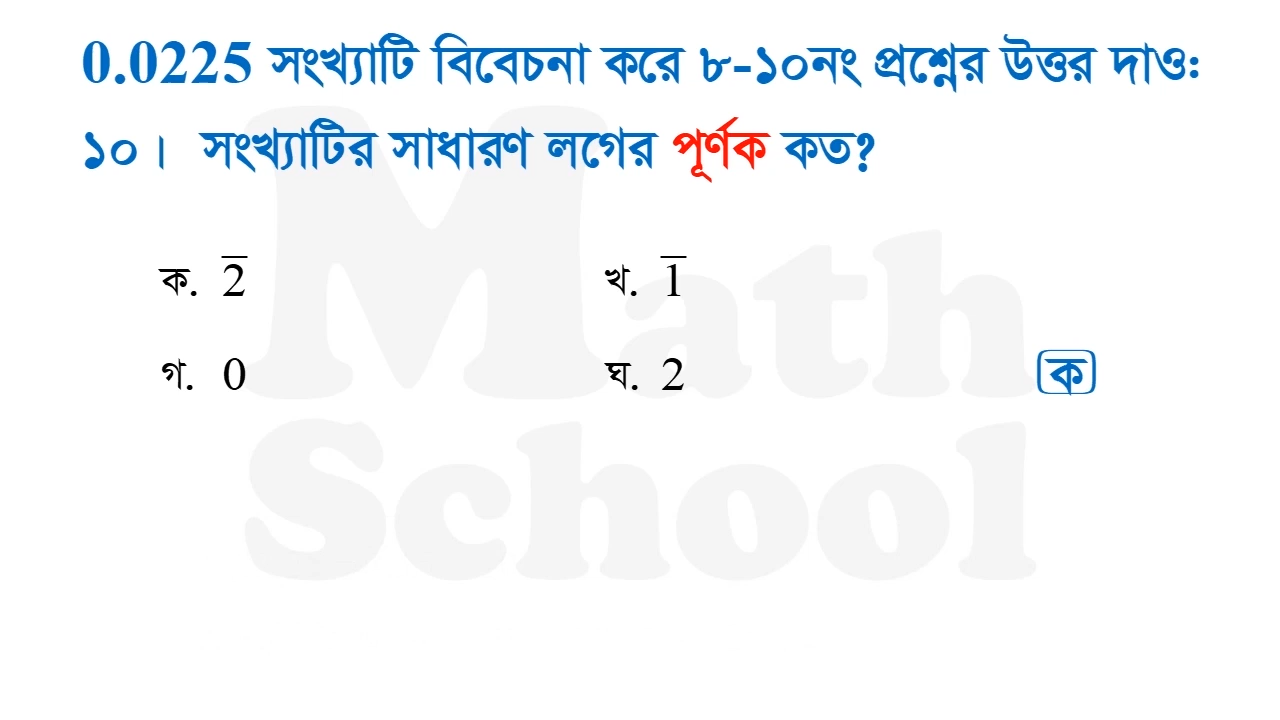 0.0225 সংখ্যাটি বিবেচনা করে ৮-১০নং প্রশ্নের উত্তর দাও:
১০। সংখ্যাটির সাধারণ লগের পূর্ণক কত?
ক. 2̅ খ. 1̅
গ. 0 ঘ. 2 ক
Math
School